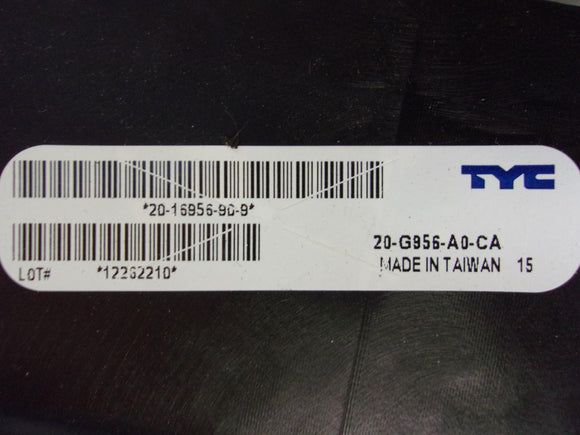 TYC
*20-16956-90-9*
20-G956-A0-CA
LOT# *12262210*
MADE IN TAIWAN 15